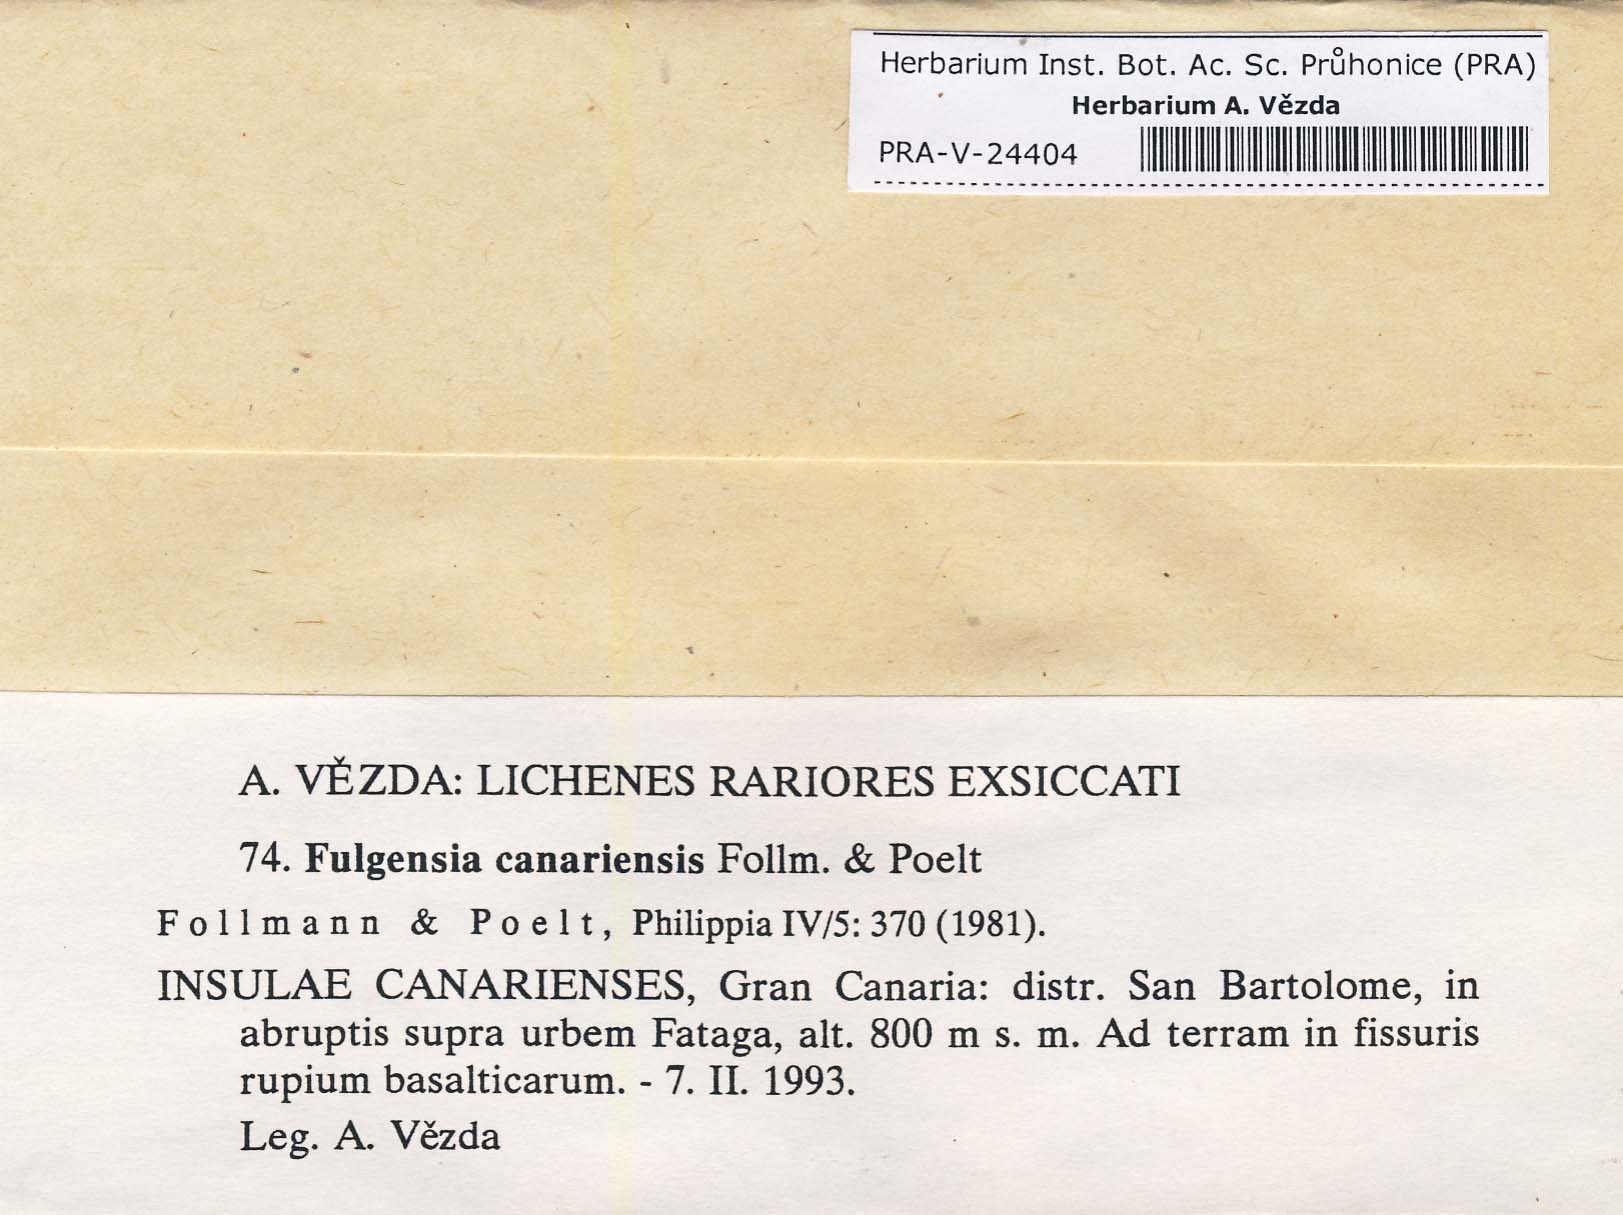 Herbarium Inst. Bot. Ac. Sc. Průhonice (PRA)
Herbarium A. Vězda
PRA-V-24404
A. VĚZDA: LICHENES RARIORES EXSICCATI
74. Fulgensia canariensis Follm. & Poelt
Follmann & Poelt, Philippia IV/5: 370 (1981).
INSULAE CANARIENSES, Gran Canaria: distr. San Bartolome, in
abruptis supra urbem Fataga, alt. 800 m s. m. Ad terram in fissuris
rupium basalticarum. - 7. II. 1993.
Leg. A. Vězda